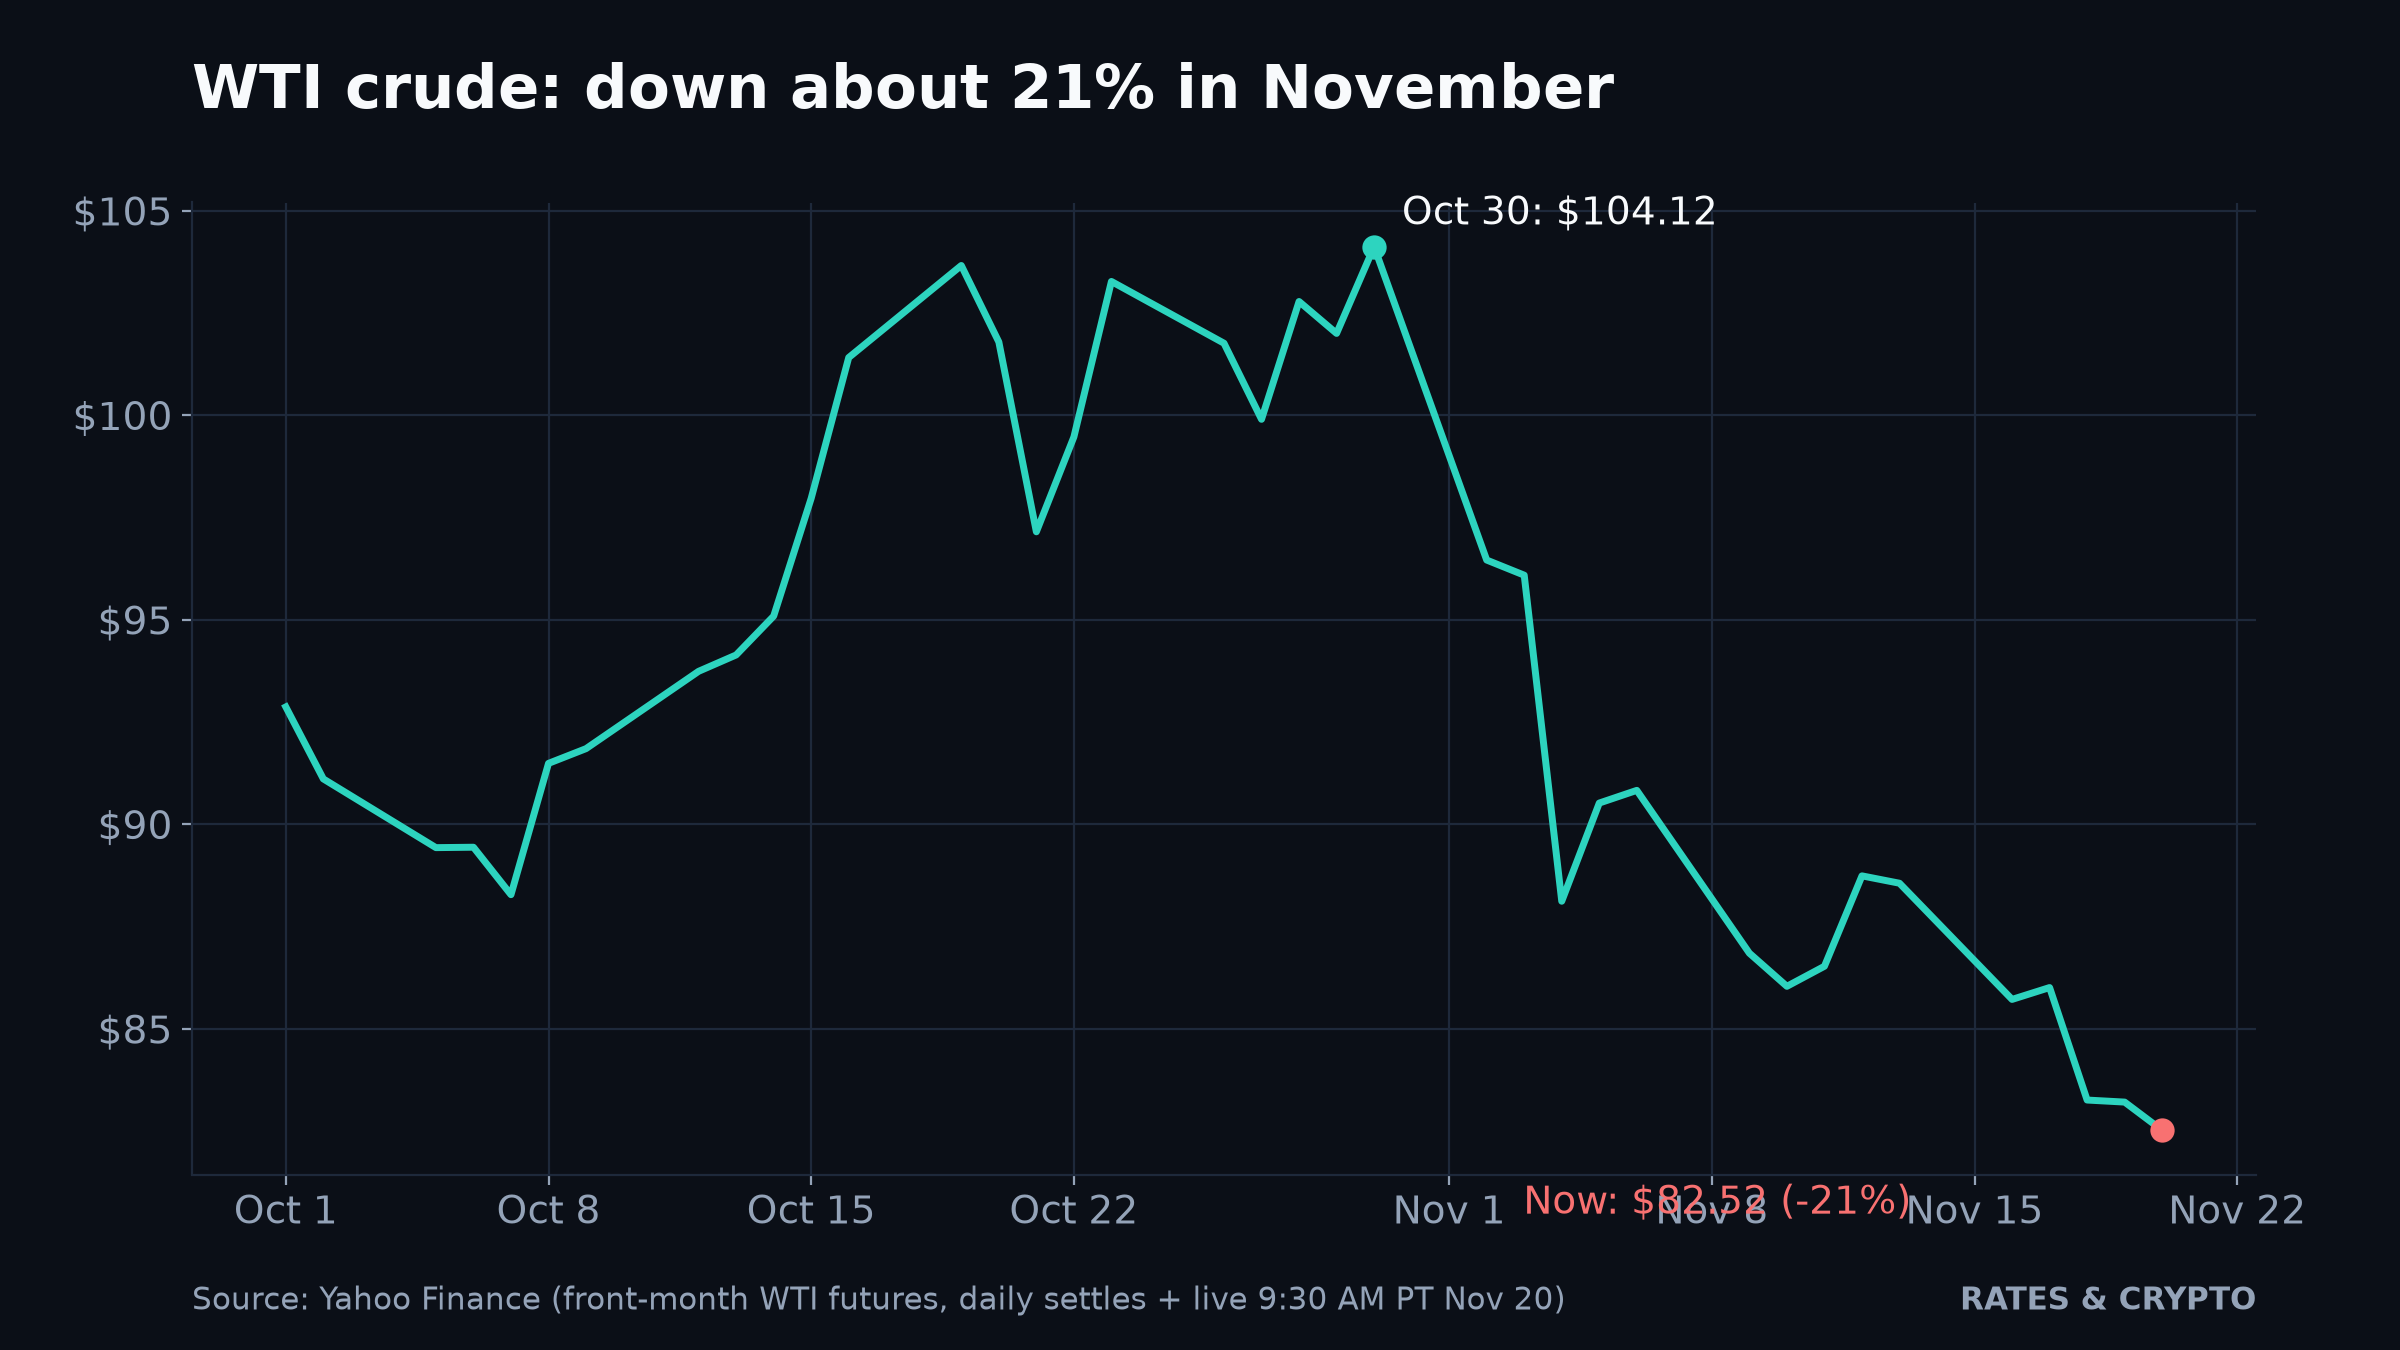 WTI crude: down about 21% in November
Oct 30: $104.12
$105
$100
$95
$90
$85
Now: $82.52 (-21%)
Oct 1 Oct 8 Oct 15 Oct 22 Nov 1 Nov 8 Nov 15 Nov 22
Source: Yahoo Finance (front-month WTI futures, daily settles + live 9:30 AM PT Nov 20)
RATES & CRYPTO